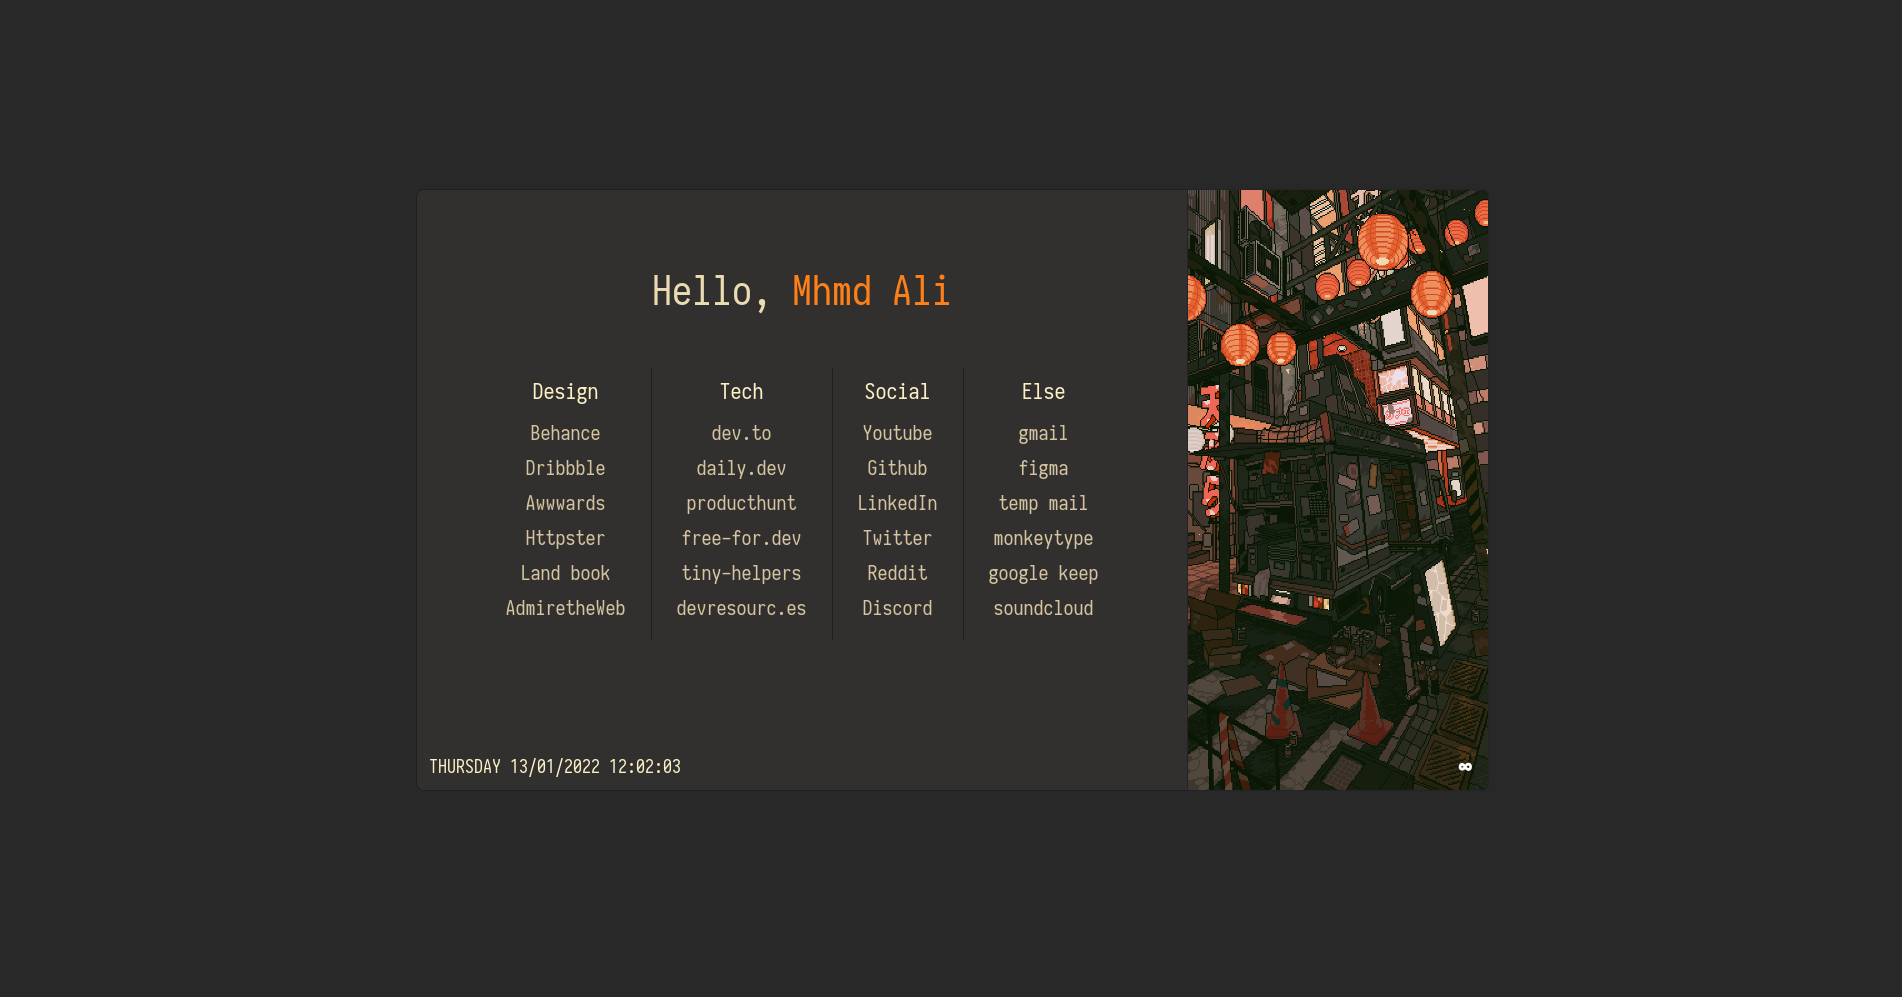 Hello, Mhmd Ali
Design
Behance
Dribbble
Awwwards
Httpster
Land book
AdmiretheWeb
Tech
dev.to
daily.dev
producthunt
free-for.dev
tiny-helpers
devresourc.es
Social
Youtube
Github
LinkedIn
Twitter
Reddit
Discord
Else
gmail
figma
temp mail
monkeytype
google keep
soundcloud
THURSDAY 13/01/2022 12:02:03